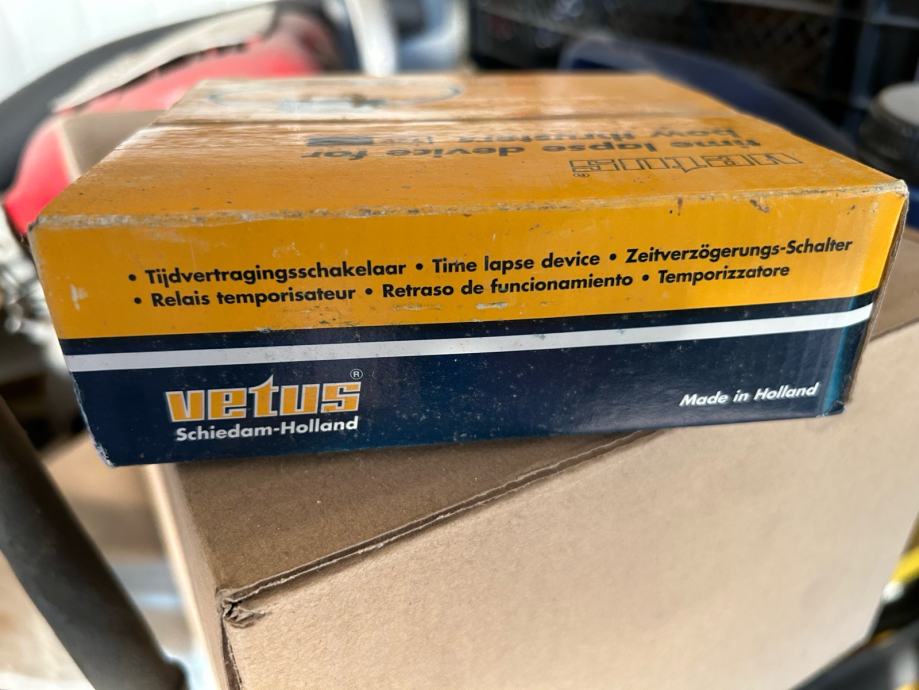 vetus®
time lapse device for
bow thrusters
• Tijdvertragingsschakelaar • Time lapse device • Zeitverzögerungs-Schalter
• Relais temporisateur • Retraso de funcionamiento • Temporizzatore
vetus®
Schiedam-Holland
Made in Holland